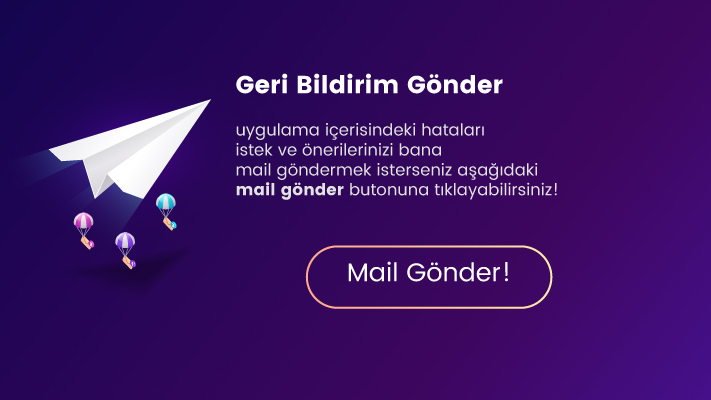 Geri Bildirim Gönder
uygulama içerisindeki hataları
istek ve önerilerinizi bana
mail göndermek isterseniz aşağıdaki
mail gönder butonuna tıklayabilirsiniz!
Mail Gönder!